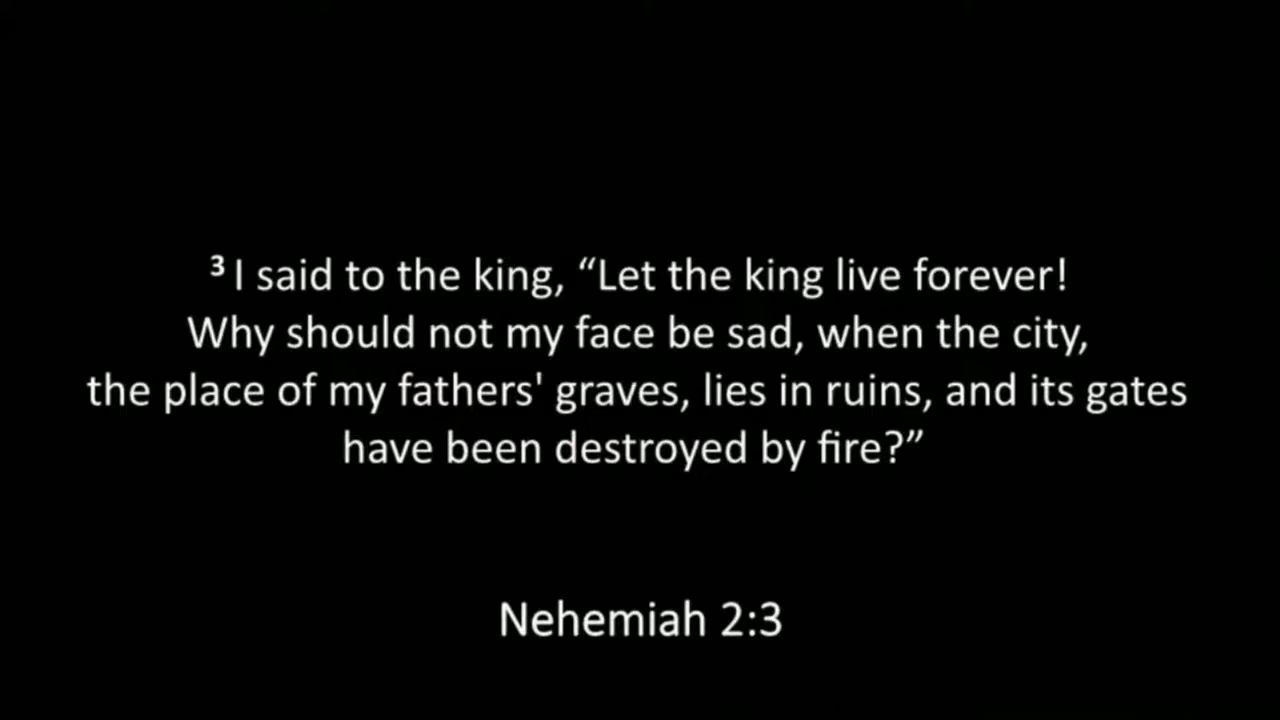 ³ I said to the king, “Let the king live forever!
Why should not my face be sad, when the city,
the place of my fathers' graves, lies in ruins, and its gates
have been destroyed by fire?”
Nehemiah 2:3